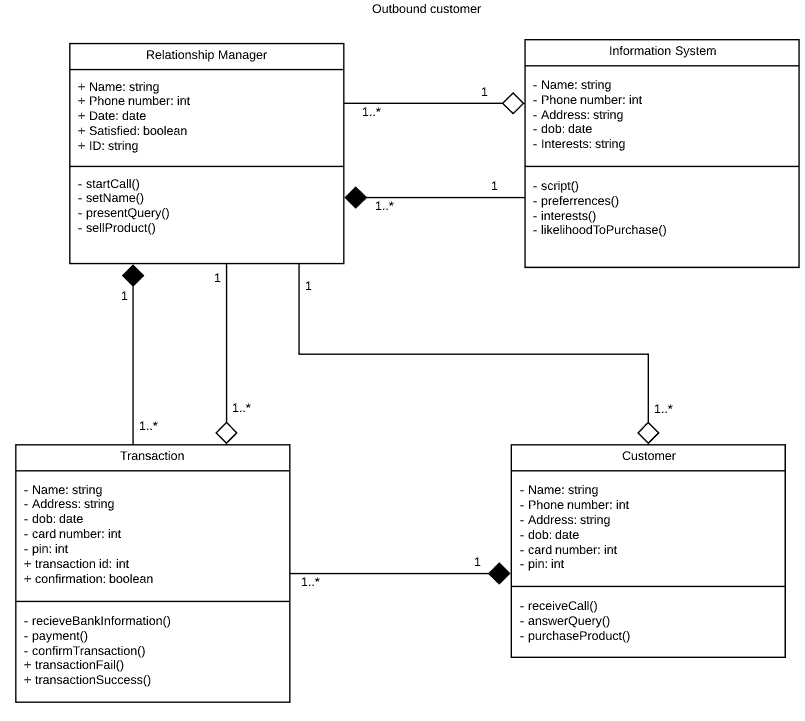 Outbound customer
Relationship Manager
+ Name: string
+ Phone number: int
+ Date: date
+ Satisfied: boolean
+ ID: string
- startCall()
- setName()
- presentQuery()
- sellProduct()
1
1..*
1
1..*
Information System
- Name: string
- Phone number: int
- Address: string
- dob: date
- Interests: string
- script()
- preferrences()
- interests()
- likelihoodToPurchase()
1
1..*
1
1..*
1
1..*
Transaction
- Name: string
- Address: string
- dob: date
- card number: int
- pin: int
+ transaction id: int
+ confirmation: boolean
- recieveBankInformation()
- payment()
- confirmTransaction()
+ transactionFail()
+ transactionSuccess()
1
1..*
Customer
- Name: string
- Phone number: int
- Address: string
- dob: date
- card number: int
- pin: int
- receiveCall()
- answerQuery()
- purchaseProduct()